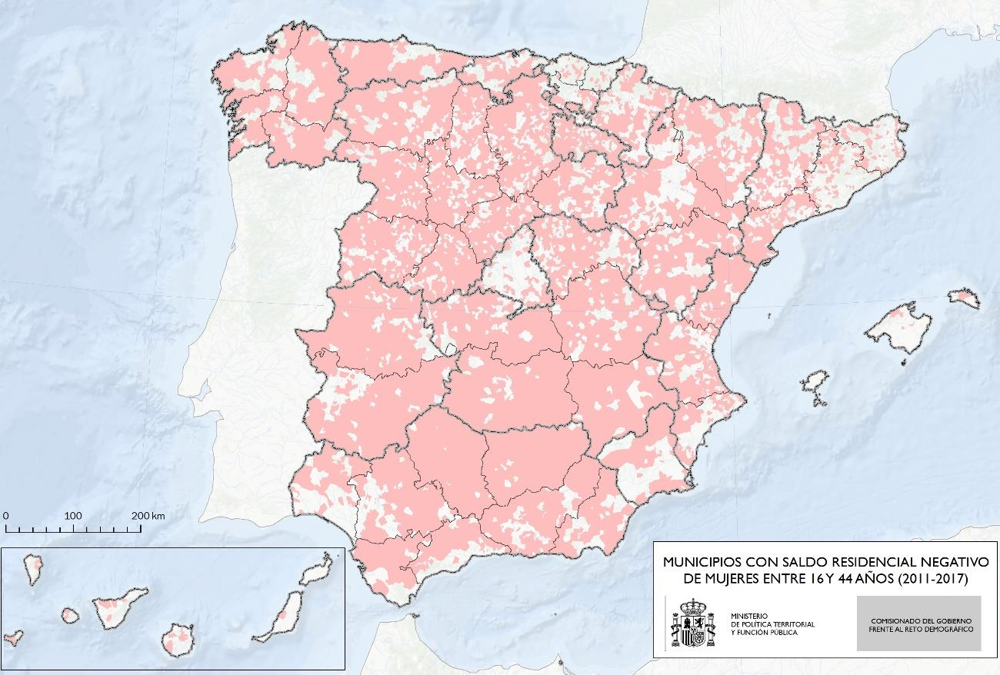 0 100 200 km
MUNICIPIOS CON SALDO RESIDENCIAL NEGATIVO
DE MUJERES ENTRE 16 Y 44 AÑOS (2011-2017)
MINISTERIO
DE POLÍTICA TERRITORIAL
Y FUNCIÓN PÚBLICA
COMISIONADO DEL GOBIERNO
FRENTE AL RETO DEMOGRÁFICO